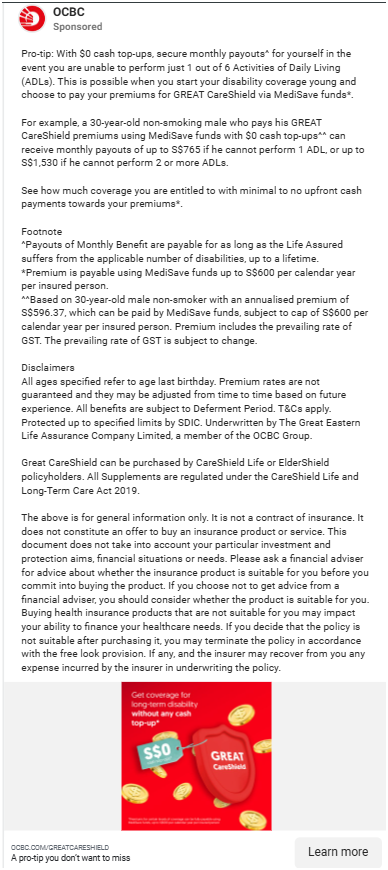 OCBC
Sponsored
Pro-tip: With $0 cash top-ups, secure monthly payouts^ for yourself in the
event you are unable to perform just 1 out of 6 Activities of Daily Living
(ADLs). This is possible when you start your disability coverage young and
choose to pay your premiums for GREAT CareShield via MediSave funds*.
For example, a 30-year-old non-smoking male who pays his GREAT
CareShield premiums using MediSave funds with $0 cash top-ups^^ can
receive monthly payouts of up to S$765 if he cannot perform 1 ADL, or up to
S$1,530 if he cannot perform 2 or more ADLs.
See how much coverage you are entitled to with minimal to no upfront cash
payments towards your premiums*.
Footnote
^Payouts of Monthly Benefit are payable for as long as the Life Assured
suffers from the applicable number of disabilities, up to a lifetime.
*Premium is payable using MediSave funds up to S$600 per calendar year
per insured person.
^^Based on 30-year-old male non-smoker with an annualised premium of
S$596.37, which can be paid by MediSave funds, subject to cap of S$600 per
calendar year per insured person. Premium includes the prevailing rate of
GST. The prevailing rate of GST is subject to change.
Disclaimers
All ages specified refer to age last birthday. Premium rates are not
guaranteed and they may be adjusted from time to time based on future
experience. All benefits are subject to Deferment Period. T&Cs apply.
Protected up to specified limits by SDIC. Underwritten by The Great Eastern
Life Assurance Company Limited, a member of the OCBC Group.
Great CareShield can be purchased by CareShield Life or ElderShield
policyholders. All Supplements are regulated under the CareShield Life and
Long-Term Care Act 2019.
The above is for general information only. It is not a contract of insurance. It
does not constitute an offer to buy an insurance product or service. This
document does not take into account your particular investment and
protection aims, financial situations or needs. Please ask a financial adviser
for advice about whether the insurance product is suitable for you before you
commit into buying the product. If you choose not to get advice from a
financial adviser, you should consider whether the product is suitable for you.
Buying health insurance products that are not suitable for you may impact
your ability to finance your healthcare needs. If you decide that the policy is
not suitable after purchasing it, you may terminate the policy in accordance
with the free look provision. If any, and the insurer may recover from you any
expense incurred by the insurer in underwriting the policy.
Get coverage for
long-term disability
without any cash
top-up*
S$0
GREAT
CareShield
OCBC.COM/GREATCARESHIELD
A pro-tip you don't want to miss
Learn more